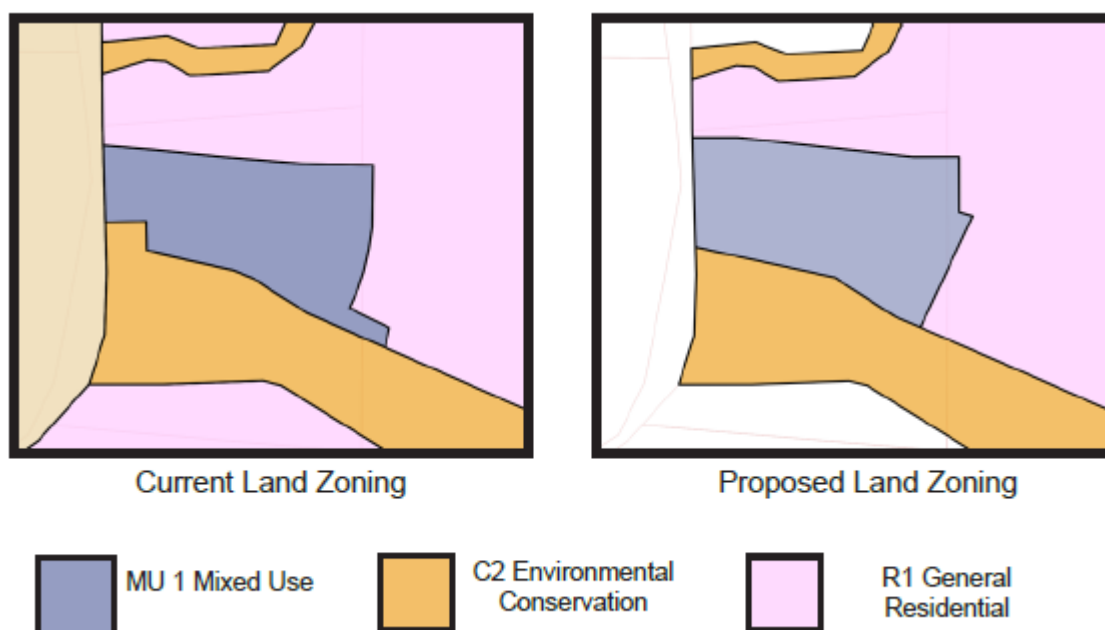 Current Land Zoning
Proposed Land Zoning
MU 1 Mixed Use
C2 Environmental
Conservation
R1 General
Residential